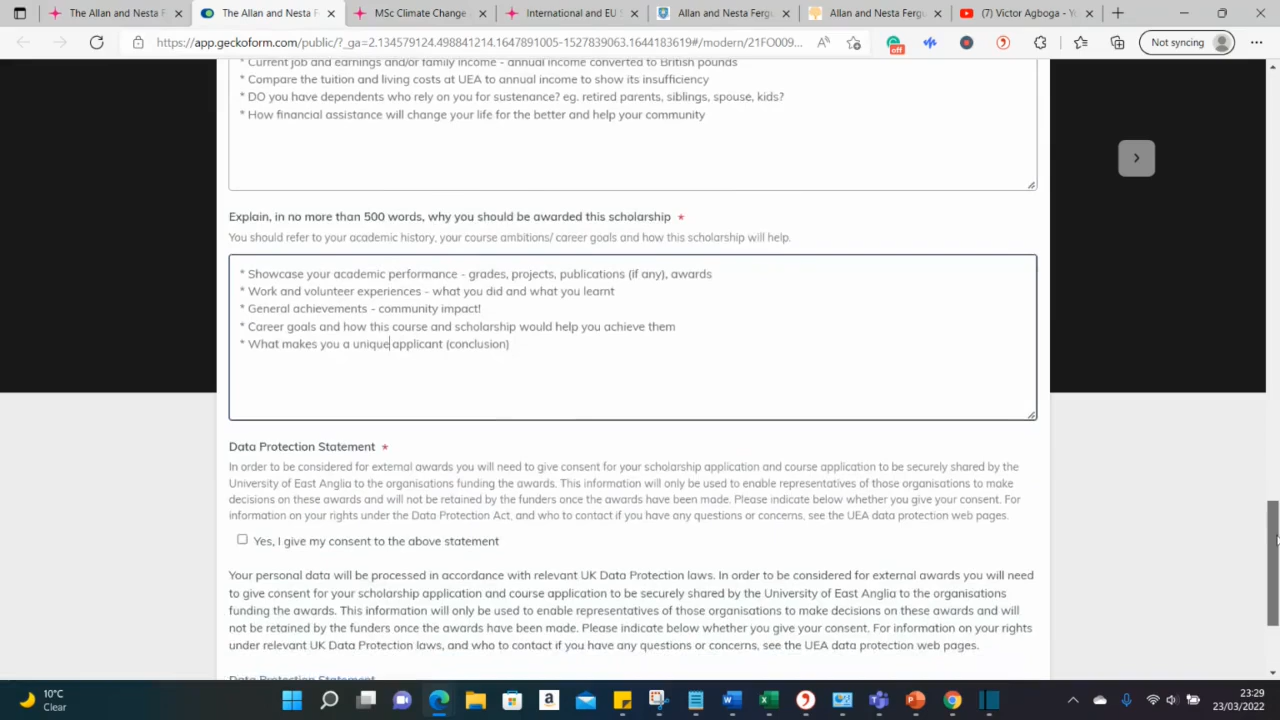 The Allan and Nesta F
The Allan and Nesta F
MSc Climate Change
International and EU S
Allan and Nesta Fergu
Allan and Nesta Fergu
(7) Victor Agboga - Yo
https://app.geckoform.com/public/?_ga=2.134579124.498841214.1647891005-1527839063.1644183619#/modern/21FO009...
off
Not syncing
* Current job and earnings and/or family income - annual income converted to British pounds
* Compare the tuition and living costs at UEA to annual income to show its insufficiency
* DO you have dependents who rely on you for sustenance? eg. retired parents, siblings, spouse, kids?
* How financial assistance will change your life for the better and help your community
Explain, in no more than 500 words, why you should be awarded this scholarship *
You should refer to your academic history, your course ambitions/ career goals and how this scholarship will help.
* Showcase your academic performance - grades, projects, publications (if any), awards
* Work and volunteer experiences - what you did and what you learnt
* General achievements - community impact!
* Career goals and how this course and scholarship would help you achieve them
* What makes you a unique applicant (conclusion)
Data Protection Statement *
In order to be considered for external awards you will need to give consent for your scholarship application and course application to be securely shared by the
University of East Anglia to the organisations funding the awards. This information will only be used to enable representatives of those organisations to make
decisions on these awards and will not be retained by the funders once the awards have been made. Please indicate below whether you give your consent. For
information on your rights under the Data Protection Act, and who to contact if you have any questions or concerns, see the UEA data protection web pages.
Yes, I give my consent to the above statement
Your personal data will be processed in accordance with relevant UK Data Protection laws. In order to be considered for external awards you will need
to give consent for your scholarship application and course application to be securely shared by the University of East Anglia to the organisations
funding the awards. This information will only be used to enable representatives of those organisations to make decisions on these awards and will
not be retained by the funders once the awards have been made. Please indicate below whether you give your consent. For information on your rights
under relevant UK Data Protection laws, and who to contact if you have any questions or concerns, see the UEA data protection web pages.
Data Protection Statement
10°C
Clear
23:29
23/03/2022